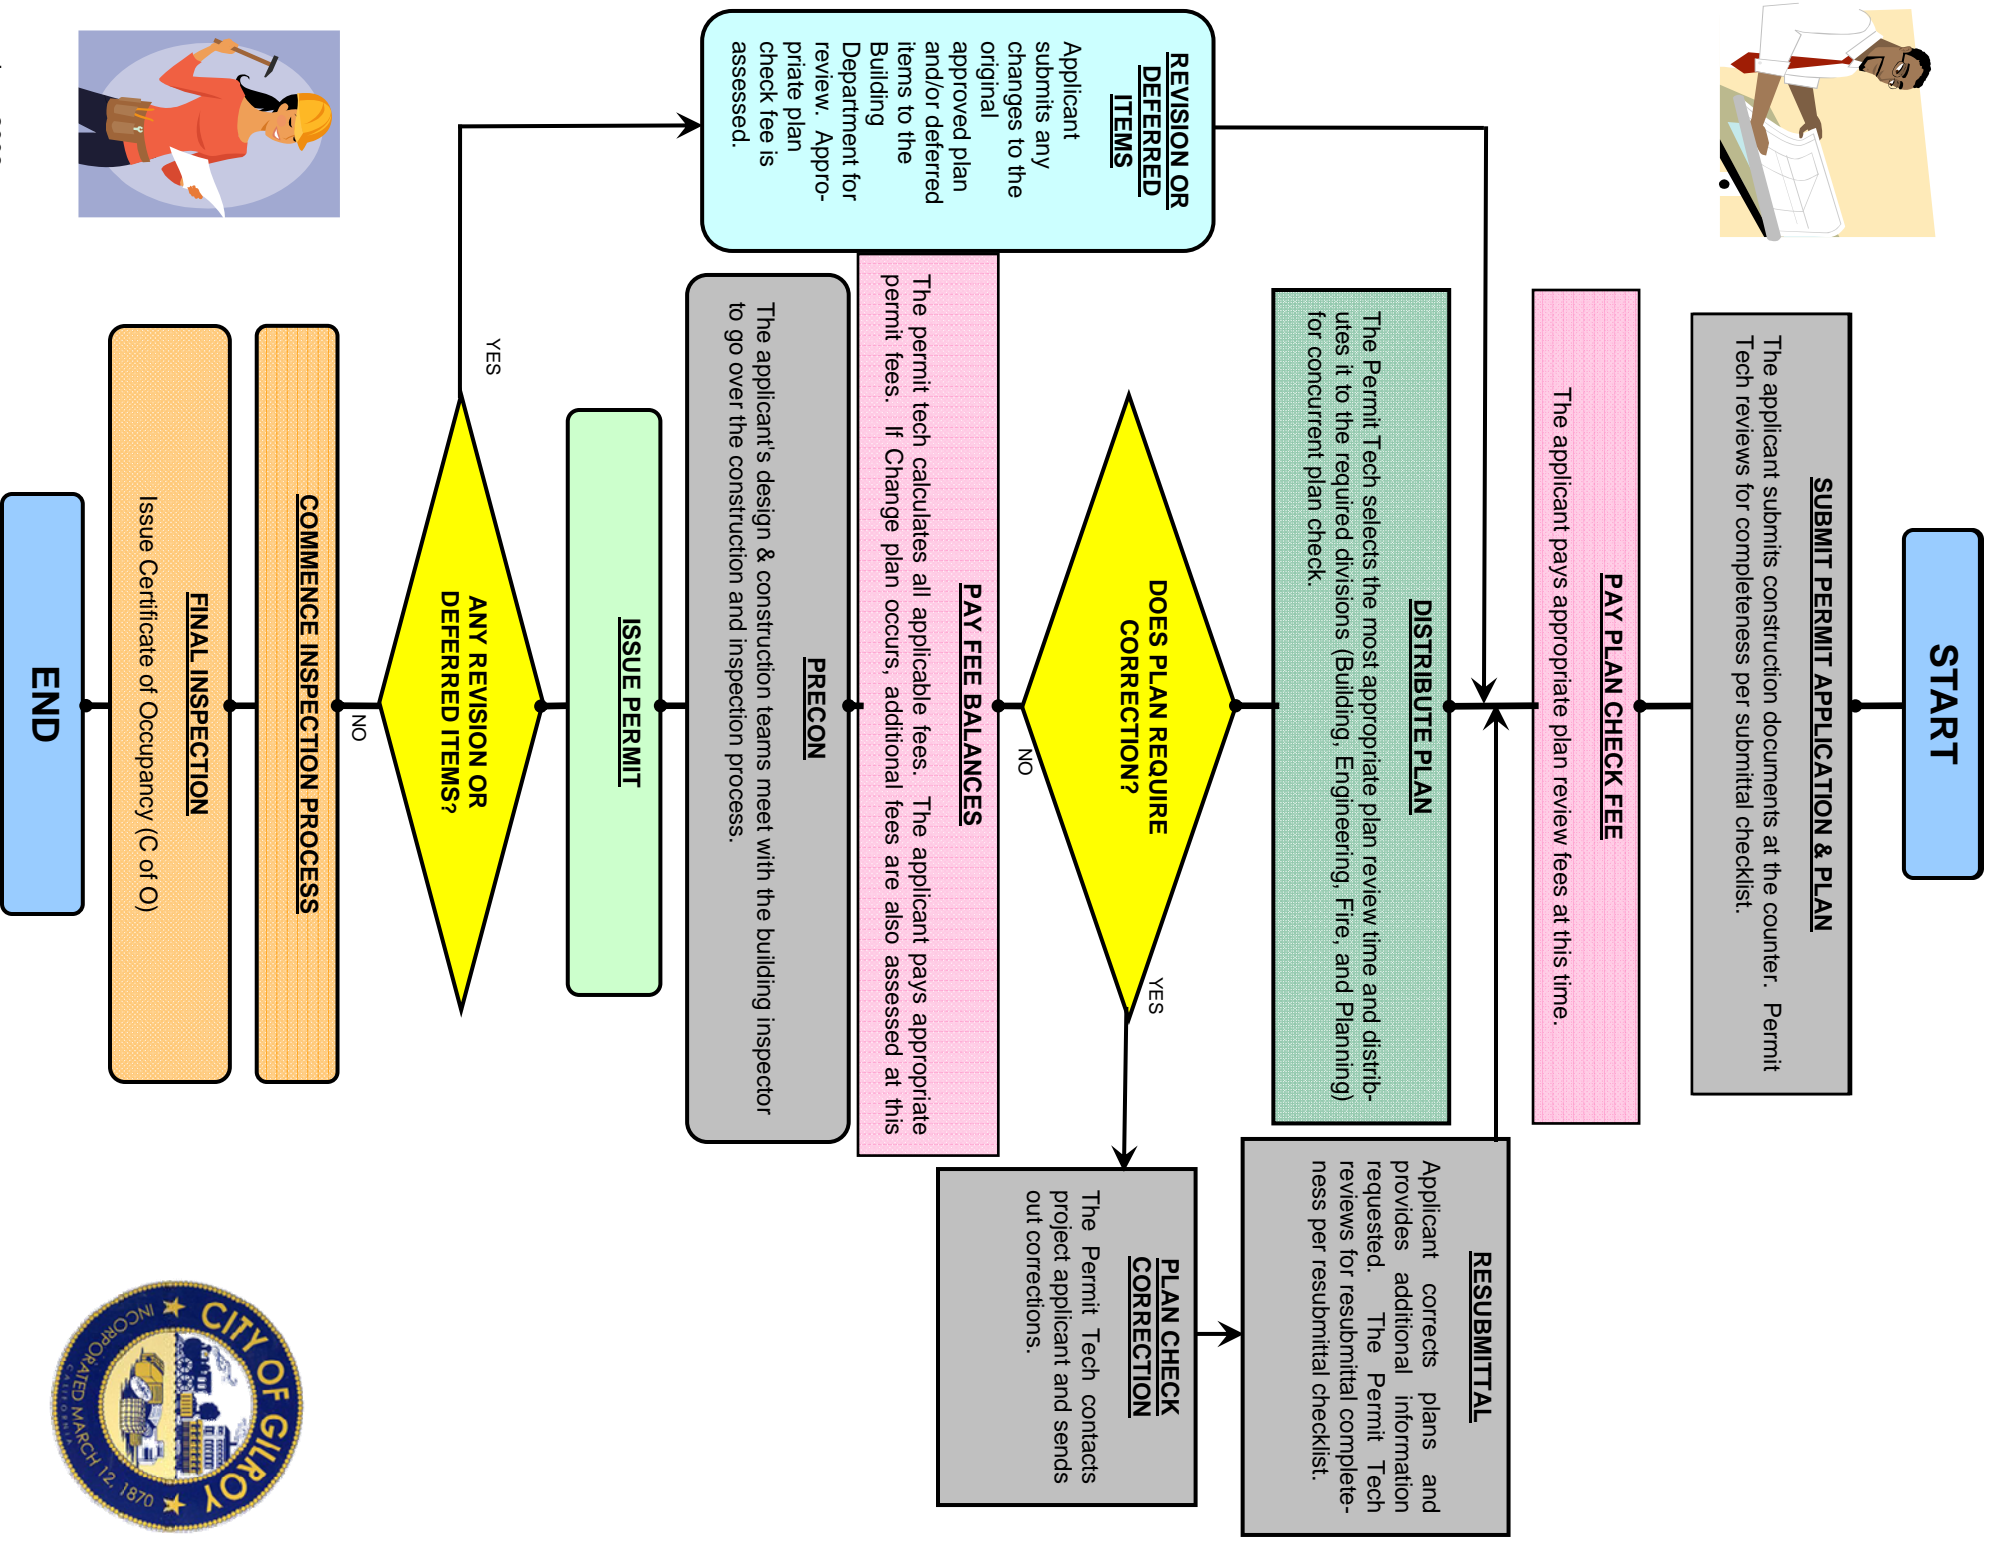 START
SUBMIT PERMIT APPLICATION & PLAN
The applicant submits construction documents at the counter. Permit
Tech reviews for completeness per submittal checklist.
PAY PLAN CHECK FEE
The applicant pays appropriate plan review fees at this time.
RESUBMITTAL
Applicant corrects plans and
provides additional information
requested. The Permit Tech
reviews for resubmittal complete-
ness per resubmittal checklist.
DISTRIBUTE PLAN
The Permit Tech selects the most appropriate plan review time and distrib-
utes it to the required divisions (Building, Engineering, Fire, and Planning)
for concurrent plan check.
REVISION OR
DEFERRED
ITEMS
Applicant
submits any
changes to the
original
approved plan
and/or deferred
items to the
Building
Department for
review. Appro-
priate plan
check fee is
assessed.
DOES PLAN REQUIRE
CORRECTION?
YES
NO
PLAN CHECK
CORRECTION
The Permit Tech contacts
project applicant and sends
out corrections.
PAY FEE BALANCES
The permit tech calculates all applicable fees. The applicant pays appropriate
permit fees. If Change plan occurs, additional fees are also assessed at this
PRECON
The applicant's design & construction teams meet with the building inspector
to go over the construction and inspection process.
ISSUE PERMIT
YES
ANY REVISION OR
DEFERRED ITEMS?
NO
COMMENCE INSPECTION PROCESS
FINAL INSPECTION
Issue Certificate of Occupancy (C of O)
END
CITY OF GILROY
INCORPORATED MARCH 12, 1870
CALIFORNIA